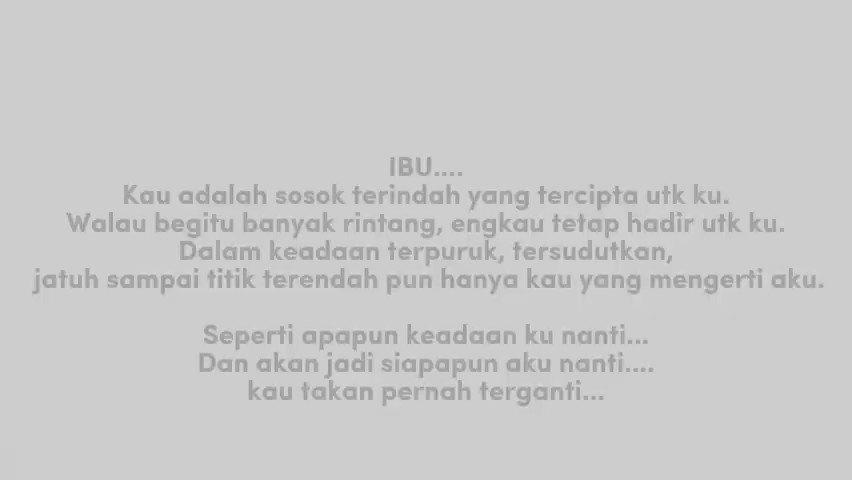 IBU....
Kau adalah sosok terindah yang tercipta utk ku.
Walau begitu banyak rintang, engkau tetap hadir utk ku.
Dalam keadaan terpuruk, tersudutkan,
jatuh sampai titik terendah pun hanya kau yang mengerti aku.
Seperti apapun keadaan ku nanti...
Dan akan jadi siapapun aku nanti....
kau takan pernah terganti...